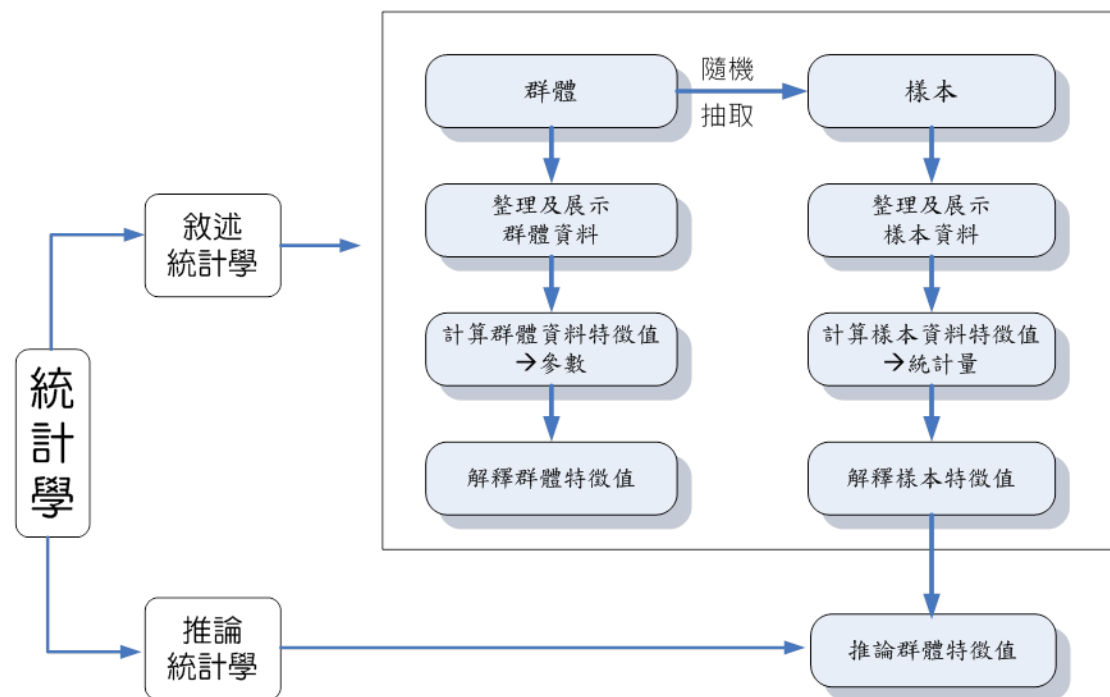 群體
隨機
抽取
樣本
整理及展示
群體資料
整理及展示
樣本資料
敘述
統計學
計算群體資料特徵值
→參數
計算樣本資料特徵值
→統計量
統計學
解釋群體特徵值
解釋樣本特徵值
推論
統計學
推論群體特徵值